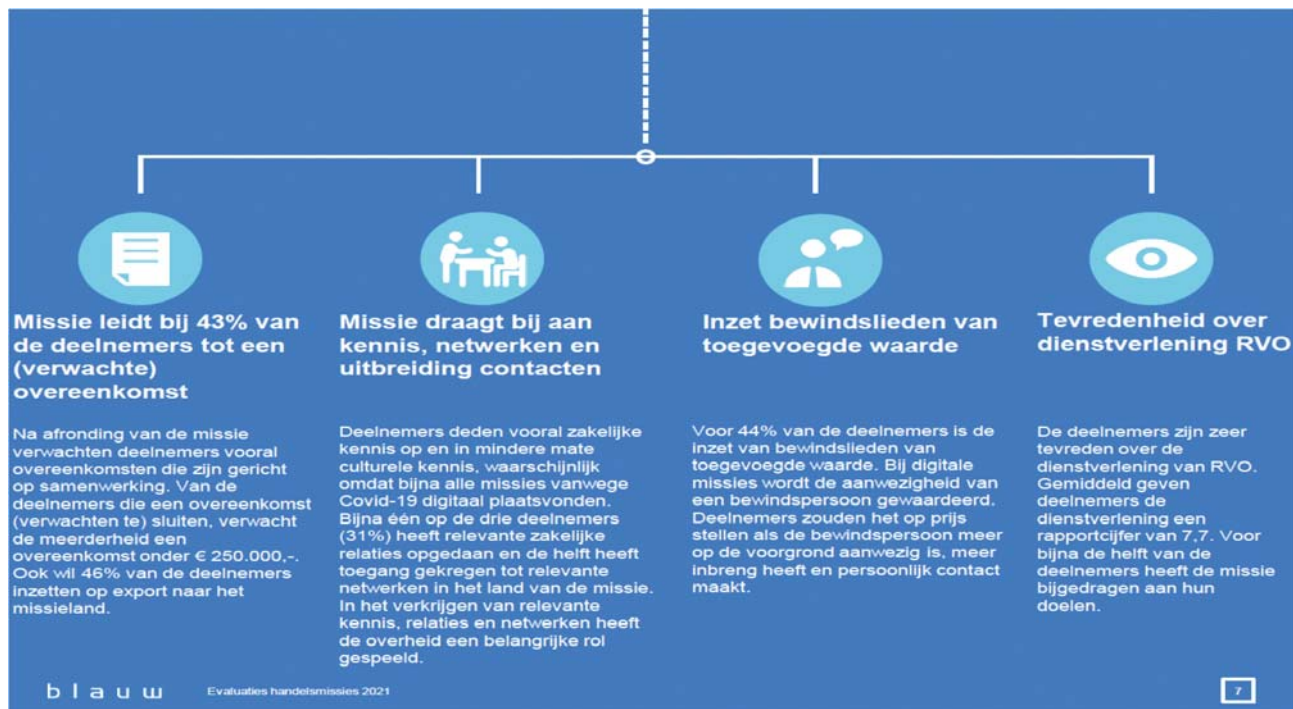 Missie leidt bij 43% van
de deelnemers tot een
(verwachte)
overeenkomst
Na afronding van de missie
verwachten deelnemers vooral
overeenkomsten die zijn gericht
op samenwerking. Van de
deelnemers die een overeenkomst
(verwachten te) sluiten, verwacht
de meerderheid een
overeenkomst onder € 250.000,-.
Ook wil 46% van de deelnemers
inzetten op export naar het
missieland.
Missie draagt bij aan
kennis, netwerken en
uitbreiding contacten
Deelnemers deden vooral zakelijke
kennis op en in mindere mate
culturele kennis, waarschijnlijk
omdat bijna alle missies vanwege
Covid-19 digitaal plaatsvonden.
Bijna één op de drie deelnemers
(31%) heeft relevante zakelijke
relaties opgedaan en de helft heeft
toegang gekregen tot relevante
netwerken in het land van de missie.
In het verkrijgen van relevante
kennis, relaties en netwerken heeft
de overheid een belangrijke rol
gespeeld.
Inzet bewindslieden van
toegevoegde waarde
Voor 44% van de deelnemers is de
inzet van bewindslieden van
toegevoegde waarde. Bij digitale
missies wordt de aanwezigheid van
een bewindspersoon gewaardeerd.
Deelnemers zouden het op prijs
stellen als de bewindspersoon meer
op de voorgrond aanwezig is, meer
inbreng heeft en persoonlijk contact
maakt.
Tevredenheid over
dienstverlening RVO
De deelnemers zijn zeer
tevreden over de
dienstverlening van RVO.
Gemiddeld geven
deelnemers de
dienstverlening een
rapportcijfer van 7,7. Voor
bijna de helft van de
deelnemers heeft de missie
bijgedragen aan hun
doelen.
blauw
Evaluaties handelsmissies 2021
7